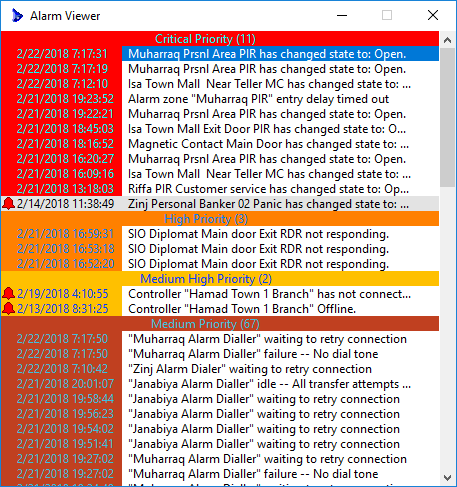 Alarm Viewer
Critical Priority (11)
2/22/2018 7:17:31 Muharraq Prsnl Area PIR has changed state to: Open.
2/22/2018 7:17:19 Muharraq Prsnl Area PIR has changed state to: Open.
2/22/2018 7:12:10 Isa Town Mall Near Teller MC has changed state to: ...
2/21/2018 19:23:52 Alarm zone "Muharraq PIR" entry delay timed out
2/21/2018 19:22:21 Muharraq Prsnl Area PIR has changed state to: Open.
2/21/2018 18:45:03 Isa Town Mall Exit Door PIR has changed state to: O...
2/21/2018 18:16:52 Magnetic Contact Main Door has changed state to: ...
2/21/2018 16:20:27 Muharraq Prsnl Area PIR has changed state to: Open.
2/21/2018 16:09:16 Isa Town Mall Near Teller MC has changed state to: ...
2/21/2018 13:18:03 Riffa PIR Customer service has changed state to: Op...
2/14/2018 11:38:49 Zinj Personal Banker 02 Panic has changed state to: ...
High Priority (3)
2/21/2018 16:59:31 SIO Diplomat Main door Exit RDR not responding.
2/21/2018 16:53:18 SIO Diplomat Main door Exit RDR not responding.
2/21/2018 16:52:20 SIO Diplomat Main door Exit RDR not responding.
Medium High Priority (2)
2/19/2018 4:10:55 Controller "Hamad Town 1 Branch" has not connect...
2/13/2018 8:31:25 Controller "Hamad Town 1 Branch" Offline.
Medium Priority (67)
2/22/2018 7:17:50 "Muharraq Alarm Dialler" waiting to retry connection
2/22/2018 7:17:50 "Muharraq Alarm Dialler" failure -- No dial tone
2/22/2018 7:10:42 "Zinj Alarm Dialer" waiting to retry connection
2/21/2018 20:01:07 "Janabiya Alarm Dialler" idle -- All transfer attempts ...
2/21/2018 19:58:44 "Janabiya Alarm Dialler" waiting to retry connection
2/21/2018 19:56:23 "Janabiya Alarm Dialler" waiting to retry connection
2/21/2018 19:54:02 "Janabiya Alarm Dialler" waiting to retry connection
2/21/2018 19:51:41 "Janabiya Alarm Dialler" waiting to retry connection
2/21/2018 19:27:02 "Muharraq Alarm Dialler" waiting to retry connection
2/21/2018 19:27:02 "Muharraq Alarm Dialler" failure -- No dial tone